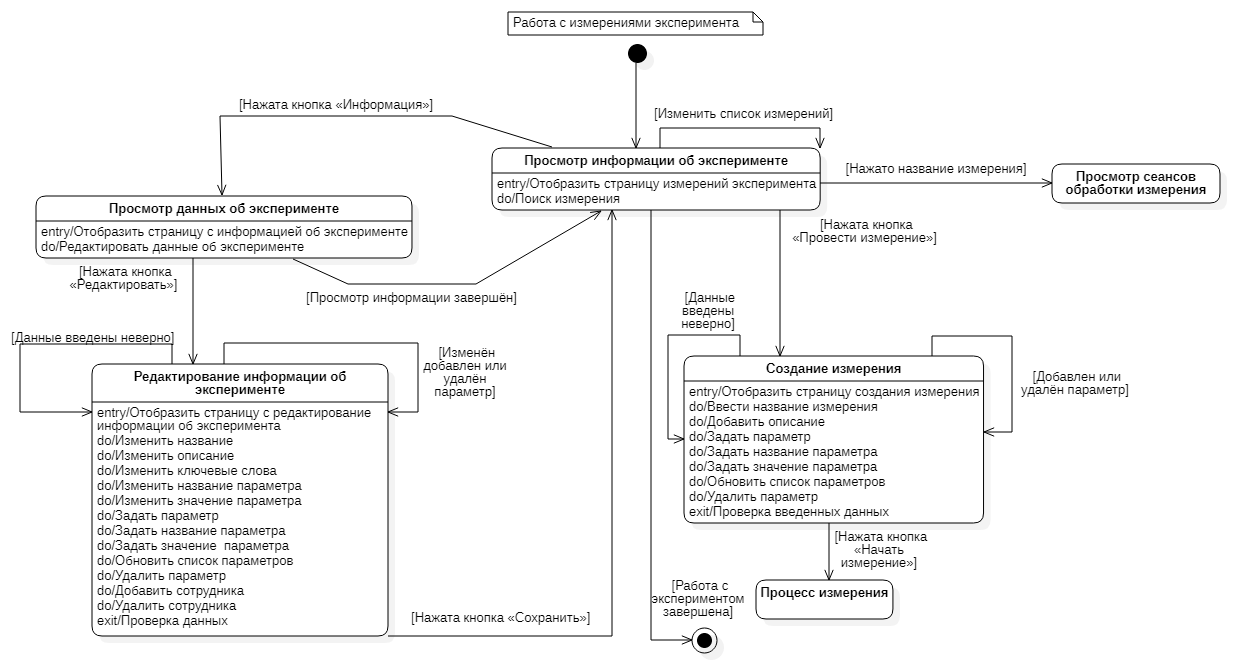 Работа с измерениями эксперимента
[Нажата кнопка «Информация»]
[Изменить список измерений]
Просмотр информации об эксперименте
entry/Отобразить страницу измерений эксперимента
do/Поиск измерения
[Нажато название измерения]
Просмотр сеансов
обработки измерения
Просмотр данных об эксперименте
entry/Отобразить страницу с информацией об эксперименте
do/Редактировать данные об эксперименте
[Нажата кнопка
«Провести измерение»]
[Нажата кнопка
«Редактировать»]
[Просмотр информации завершён]
[Данные введены неверно]
[Изменён
добавлен или
удалён
параметр]
Редактирование информации об
эксперименте
entry/Отобразить страницу с редактирование
информации об эксперимента
do/Изменить название
do/Изменить описание
do/Изменить ключевые слова
do/Изменить название параметра
do/Изменить значение параметра
do/Задать параметр
do/Задать название параметра
do/Задать значение  параметра
do/Обновить список параметров
do/Удалить параметр
do/Добавить сотрудника
do/Удалить сотрудника
exit/Проверка данных
[Нажата кнопка «Сохранить»]
[Данные
введены
неверно]
Создание измерения
entry/Отобразить страницу создания измерения
do/Ввести название измерения
do/Добавить описание
do/Задать параметр
do/Задать название параметра
do/Задать значение параметра
do/Обновить список параметров
do/Удалить параметр
exit/Проверка введенных данных
[Добавлен или
удалён параметр]
[Нажата кнопка
«Начать
измерение»]
Процесс измерения
[Работа с
экспериментом
завершена]